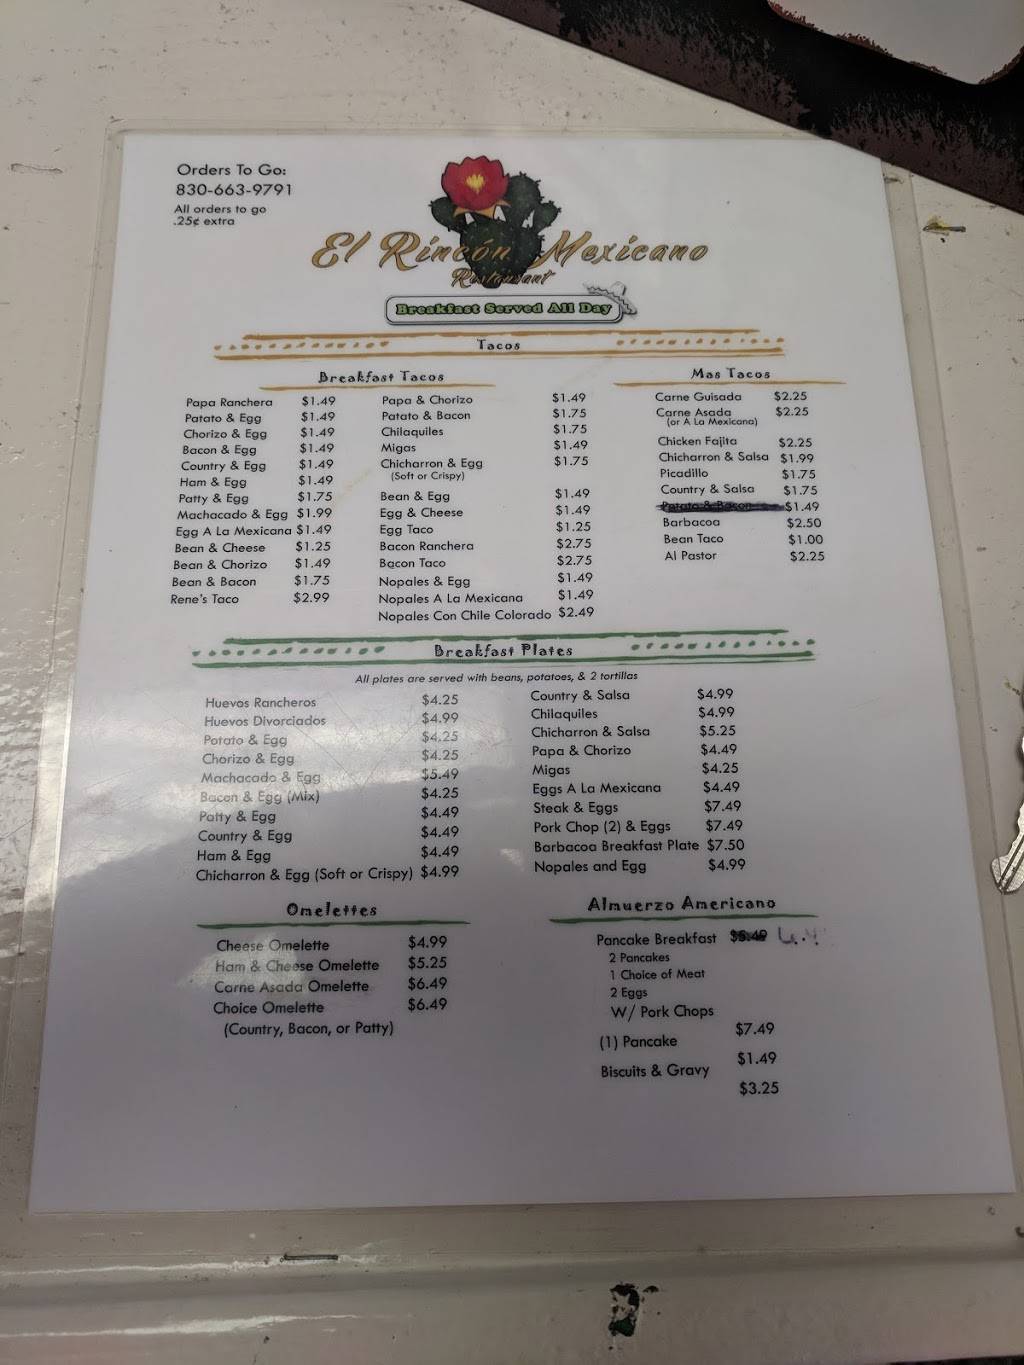 Orders To Go:
830-663-9791
All orders to go
.25¢ extra
El Rincón Mexicano
Restaurant
Breakfast Served All Day
Tacos
Breakfast Tacos
Papa Ranchera $1.49
Patato & Egg $1.49
Chorizo & Egg $1.49
Bacon & Egg $1.49
Country & Egg $1.49
Ham & Egg $1.49
Patty & Egg $1.75
Machacado & Egg $1.99
Egg A La Mexicana $1.49
Bean & Cheese $1.25
Bean & Chorizo $1.49
Bean & Bacon $1.75
Rene's Taco $2.99
Papa & Chorizo $1.49
Patato & Bacon $1.75
Chilaquiles $1.75
Migas $1.49
Chicharron & Egg $1.75
(Soft or Crispy)
Bean & Egg $1.49
Egg & Cheese $1.49
Egg Taco $1.25
Bacon Ranchera $2.75
Bacon Taco $2.75
Nopales & Egg $1.49
Nopales A La Mexicana $1.49
Nopales Con Chile Colorado $2.49
Mas Tacos
Carne Guisada $2.25
Carne Asada $2.25
(or A La Mexicana)
Chicken Fajita $2.25
Chicharron & Salsa $1.99
Picadillo $1.75
Country & Salsa $1.75
Potato & Bacon $1.49
Barbacoa $2.50
Bean Taco $1.00
Al Pastor $2.25
Breakfast Plates
All plates are served with beans, potatoes, & 2 tortillas
Huevos Rancheros $4.25
Huevos Divorciados $4.99
Potato & Egg $4.25
Chorizo & Egg $4.25
Machacado & Egg $5.49
Bacon & Egg (Mix) $4.25
Patty & Egg $4.49
Country & Egg $4.49
Ham & Egg $4.49
Chicharron & Egg (Soft or Crispy) $4.99
Country & Salsa $4.99
Chilaquiles $4.99
Chicharron & Salsa $5.25
Papa & Chorizo $4.49
Migas $4.25
Eggs A La Mexicana $4.49
Steak & Eggs $7.49
Pork Chop (2) & Eggs $7.49
Barbacoa Breakfast Plate $7.50
Nopales and Egg $4.99
Omelettes
Cheese Omelette $4.99
Ham & Cheese Omelette $5.25
Carne Asada Omelette $6.49
Choice Omelette $6.49
(Country, Bacon, or Patty)
Almuerzo Americano
Pancake Breakfast $5.49
2 Pancakes
1 Choice of Meat
2 Eggs
W/ Pork Chops
$7.49
(1) Pancake
$1.49
Biscuits & Gravy
$3.25